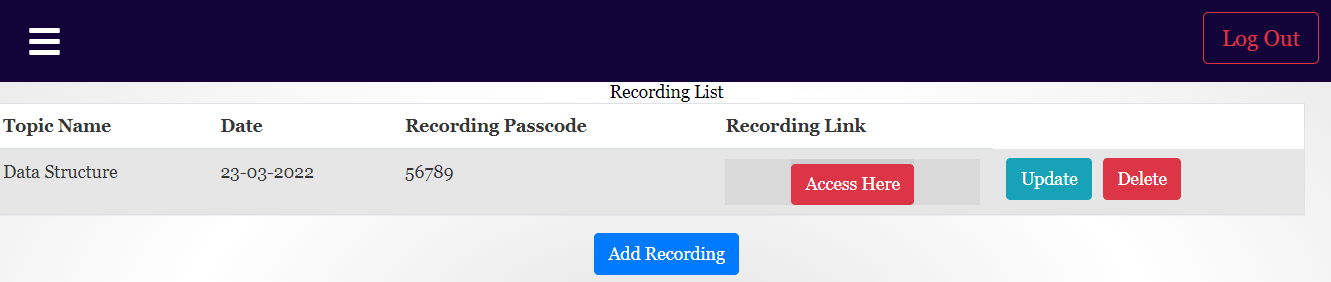 Log Out
Recording List
Topic Name Date Recording Passcode Recording Link
Data Structure 23-03-2022 56789 Access Here Update Delete
Add Recording